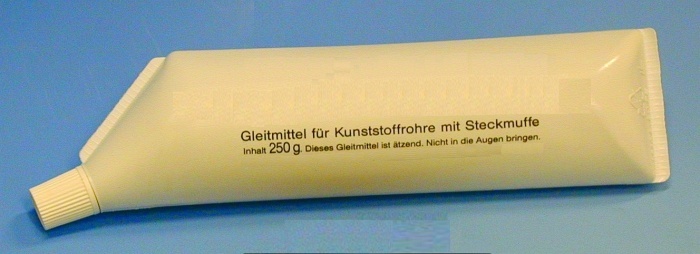 Gleitmittel für Kunststoffrohre mit Steckmuffe
Inhalt 250 g. Dieses Gleitmittel ist ätzend. Nicht in die Augen bringen.